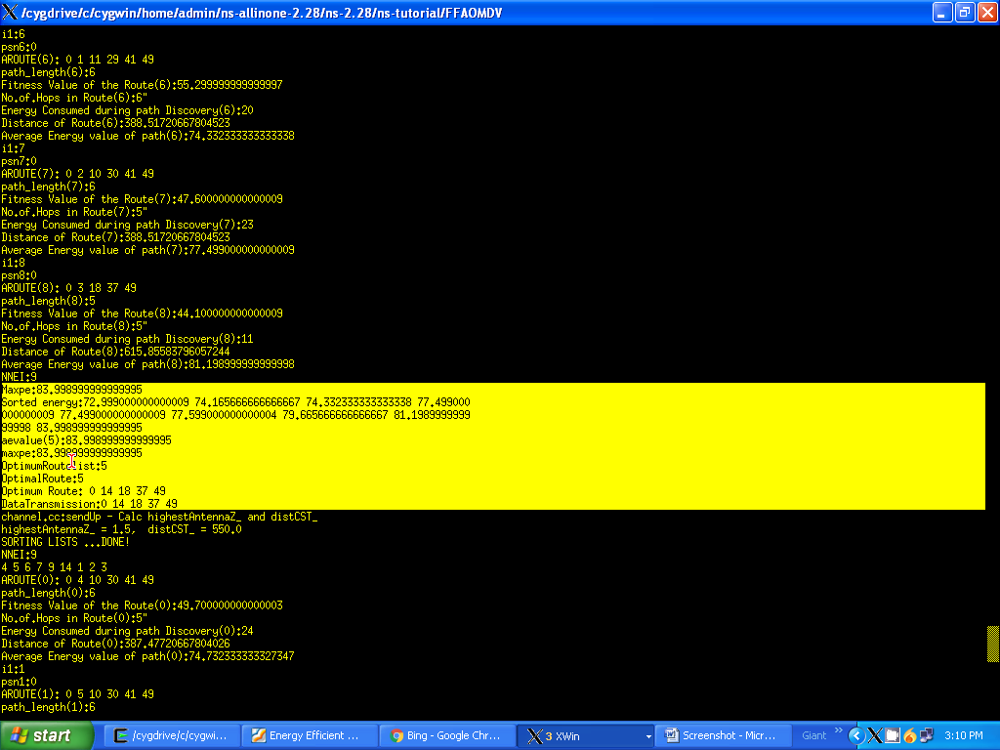 /cygdrive/c/cygwin/home/admin/ns-allinone-2.28/ns-2.28/ns-tutorial/FFAOMDV
i1:6
psn6:0
AROUTE(6): 0 1 11 29 41 49
path_length(6):6
Fitness Value of the Route(6):55.299999999999997
No.of.Hops in Route(6):6"
Energy Consumed during path Discovery(6):20
Distance of Route(6):388.51720667804523
Average Energy value of path(6):74.332333333333338
i1:7
psn7:0
AROUTE(7): 0 2 10 30 41 49
path_length(7):6
Fitness Value of the Route(7):47.600000000000009
No.of.Hops in Route(7):5"
Energy Consumed during path Discovery(7):23
Distance of Route(7):388.51720667804523
Average Energy value of path(7):77.499000000000009
i1:8
psn8:0
AROUTE(8): 0 3 18 37 49
path_length(8):5
Fitness Value of the Route(8):44.100000000000009
No.of.Hops in Route(8):5"
Energy Consumed during path Discovery(8):11
Distance of Route(8):615.85583796057244
Average Energy value of path(8):81.198999999999998
NNEI:9
Maxpe:83.998999999999995
Sorted energy:72.999000000000009 74.165666666666667 74.332333333333338 77.499000
000000009 77.499000000000009 77.599000000000004 79.665666666666667 81.1989999999
99998 83.998999999999995
aevalue(5):83.998999999999995
maxpe:83.998999999999995
OptimumRouteList:5
OptimalRoute:5
Optimum Route: 0 14 18 37 49
DataTransmission:0 14 18 37 49
channel.cc:sendUp - Calc highestAntennaZ_ and distCST_
highestAntennaZ_ = 1.5,  distCST_ = 550.0
SORTING LISTS ...DONE!
NNEI:9
4 5 6 7 9 14 1 2 3
AROUTE(0): 0 4 10 30 41 49
path_length(0):6
Fitness Value of the Route(0):49.700000000000003
No.of.Hops in Route(0):5"
Energy Consumed during path Discovery(0):24
Distance of Route(0):387.47720667804026
Average Energy value of path(0):74.732333333327347
i1:1
psn1:0
AROUTE(1): 0 5 10 30 41 49
path_length(1):6
start
/cygdrive/c/cygwi...
Energy Efficient ...
Bing - Google Chr...
3 XWin
Screenshot - Micr...
Giant
3:10 PM